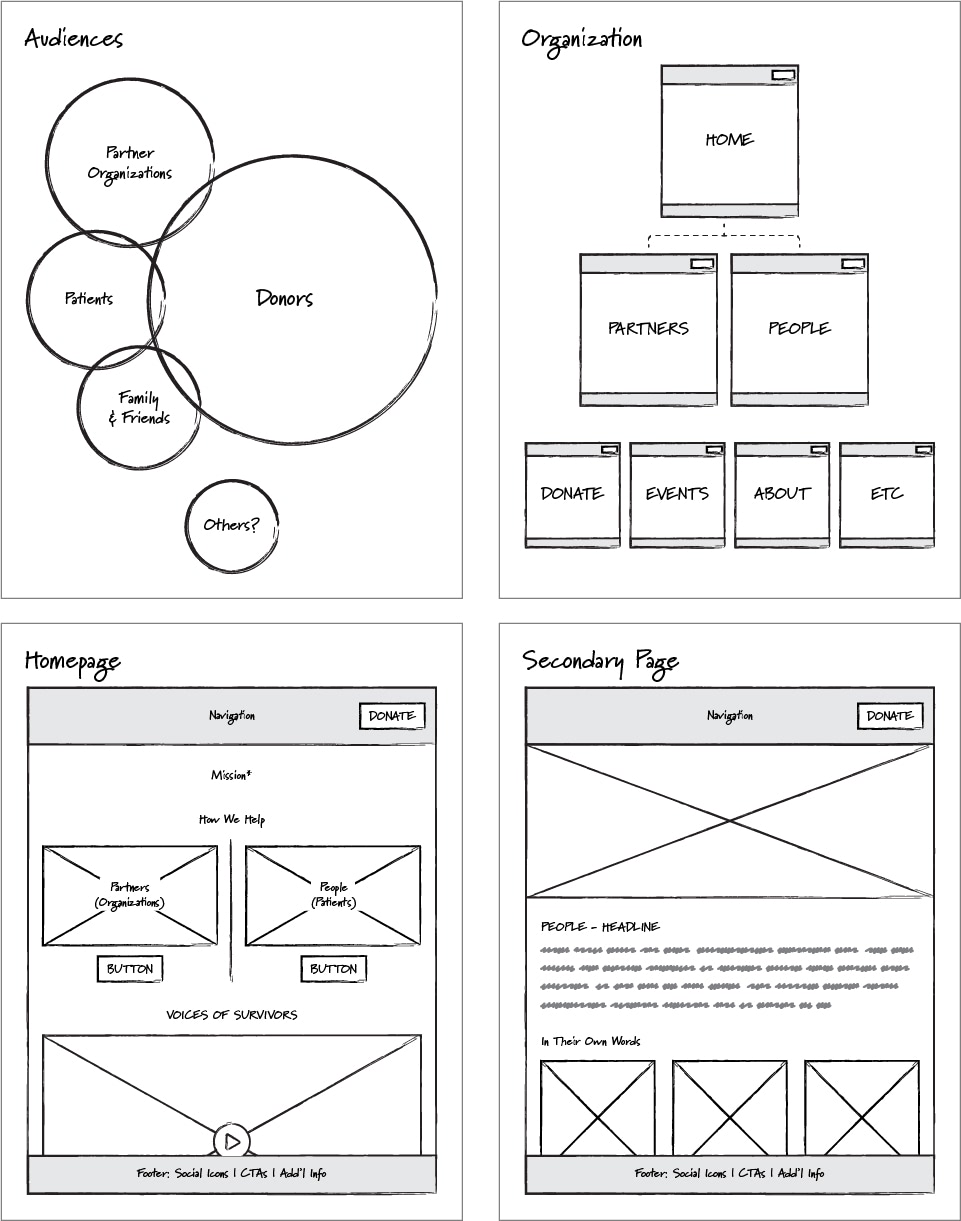 Audiences
Partner
Organizations
Patients
Donors
Family
& Friends
Others?
Organization
HOME
PARTNERS
PEOPLE
DONATE
EVENTS
ABOUT
ETC
Homepage
Navigation
DONATE
Mission*
How We Help
Partners
(Organizations)
People
(Patients)
BUTTON
BUTTON
VOICES OF SURVIVORS
Footer: Social Icons | CTAs | Add'l Info
Secondary Page
Navigation
DONATE
PEOPLE - HEADLINE
In Their Own Words
Footer: Social Icons | CTAs | Add'l Info